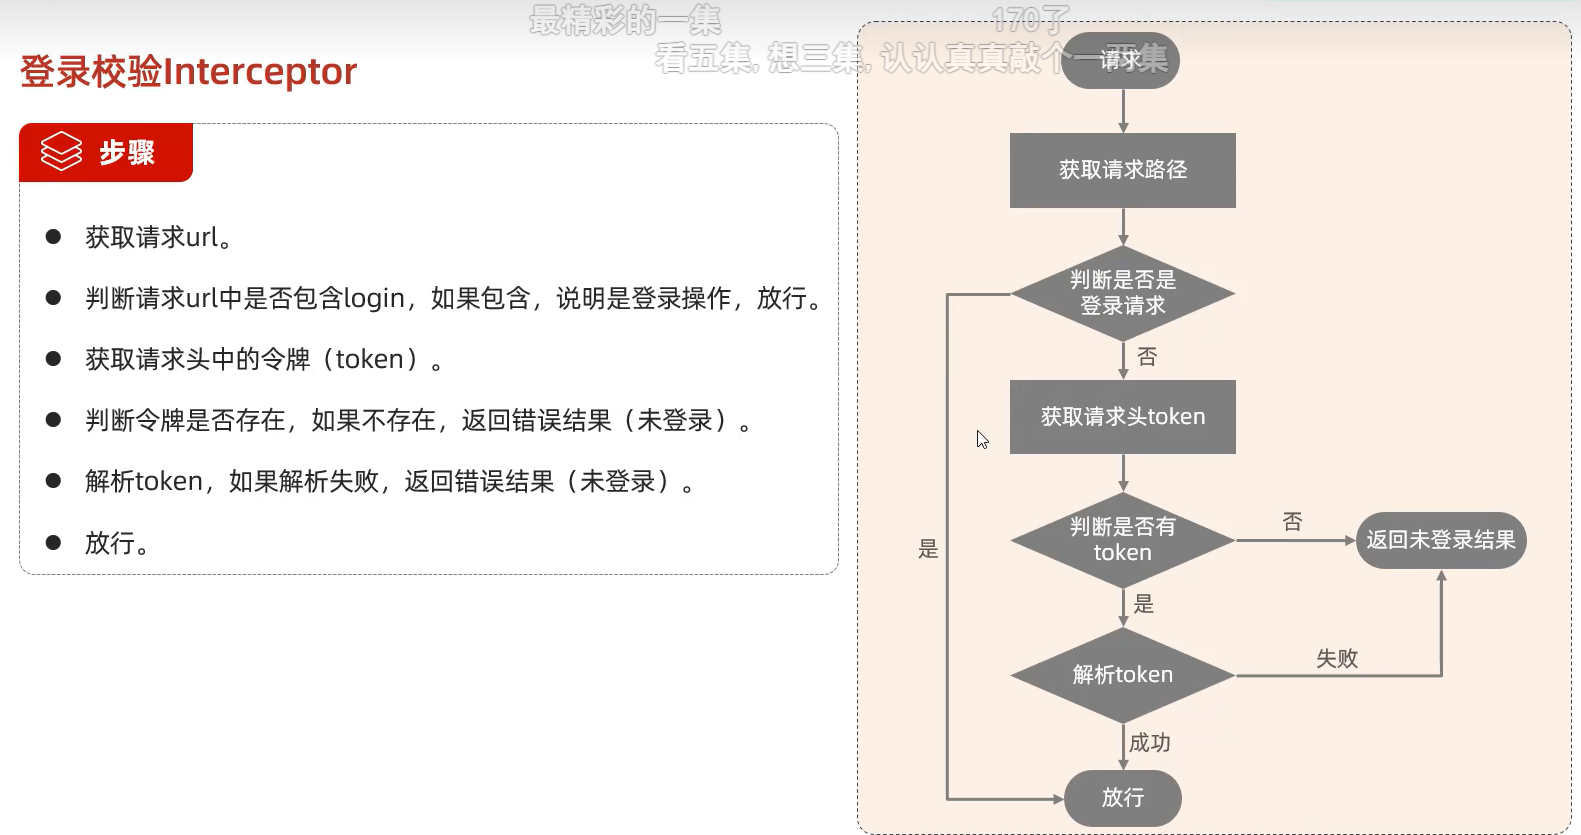 最精彩的一集
170了
看五集, 想三集, 认认真真敲个一两集
登录校验Interceptor
步骤
获取请求url。
判断请求url中是否包含login，如果包含，说明是登录操作，放行。
获取请求头中的令牌（token）。
判断令牌是否存在，如果不存在，返回错误结果（未登录）。
解析token，如果解析失败，返回错误结果（未登录）。
放行。
请求
获取请求路径
判断是否是
登录请求
否
获取请求头token
判断是否有
token
否
返回未登录结果
是
是
解析token
失败
成功
放行